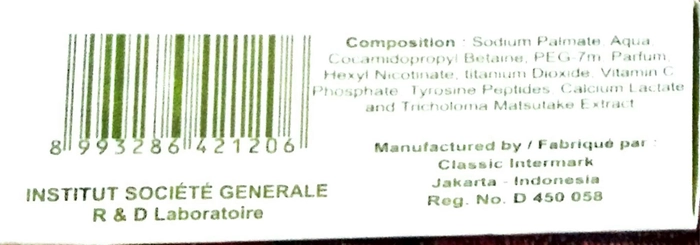 8 993286 421206
INSTITUT SOCIÉTÉ GENERALE
R & D Laboratoire
Composition : Sodium Palmate, Aqua
Cocamidopropyl Betaine, PEG-7m, Parfum,
Hexyl Nicotinate, titanium Dioxide, Vitamin C
Phosphate, Tyrosine Peptides, Calcium Lactate
and Tricholoma Matsutake Extract
Manufactured by / Fabriqué par :
Classic Intermark
Jakarta - Indonesia
Reg. No. D 450 058